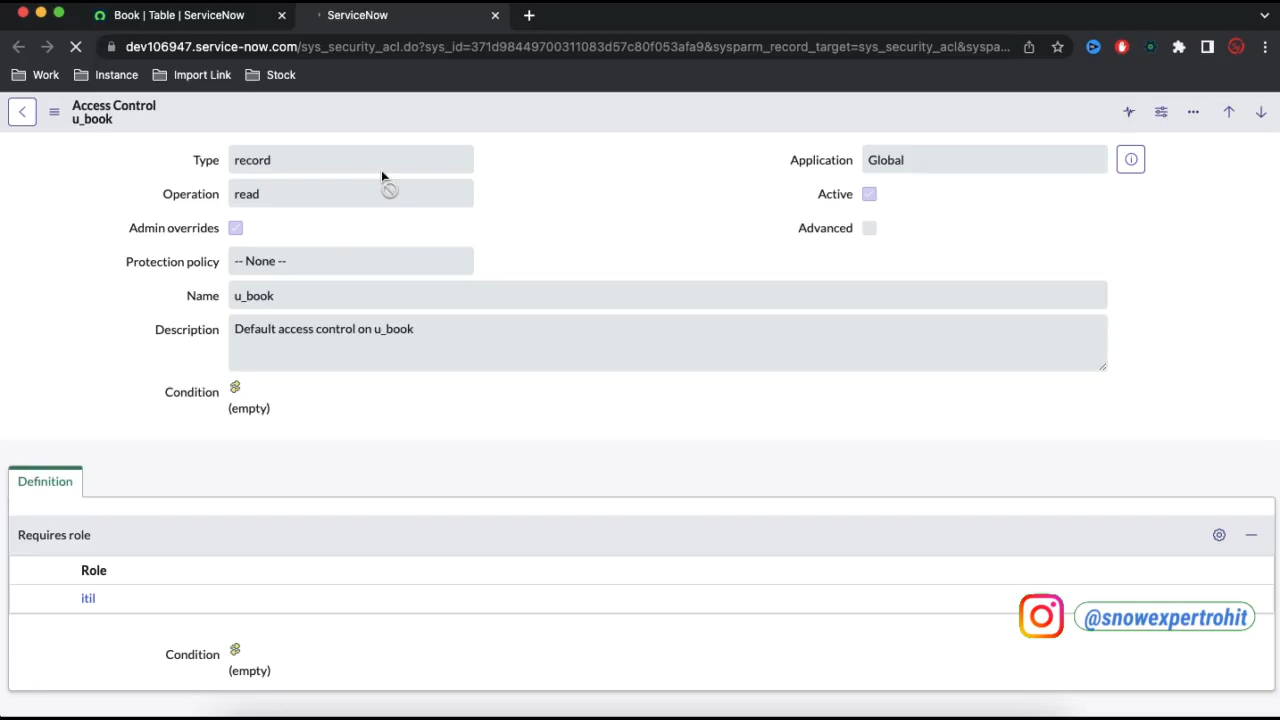 Book | Table | ServiceNow
ServiceNow
dev106947.service-now.com/sys_security_acl.do?sys_id=371d98449700311083d57c80f053afa9&sysparm_record_target=sys_security_acl&syspa...
Work
Instance
Import Link
Stock
Access Control
u_book
Type
record
Application
Global
Operation
read
Active
Admin overrides
Advanced
Protection policy
-- None --
Name
u_book
Description
Default access control on u_book
Condition
(empty)
Definition
Requires role
Role
itil
@snowexpertrohit
Condition
(empty)